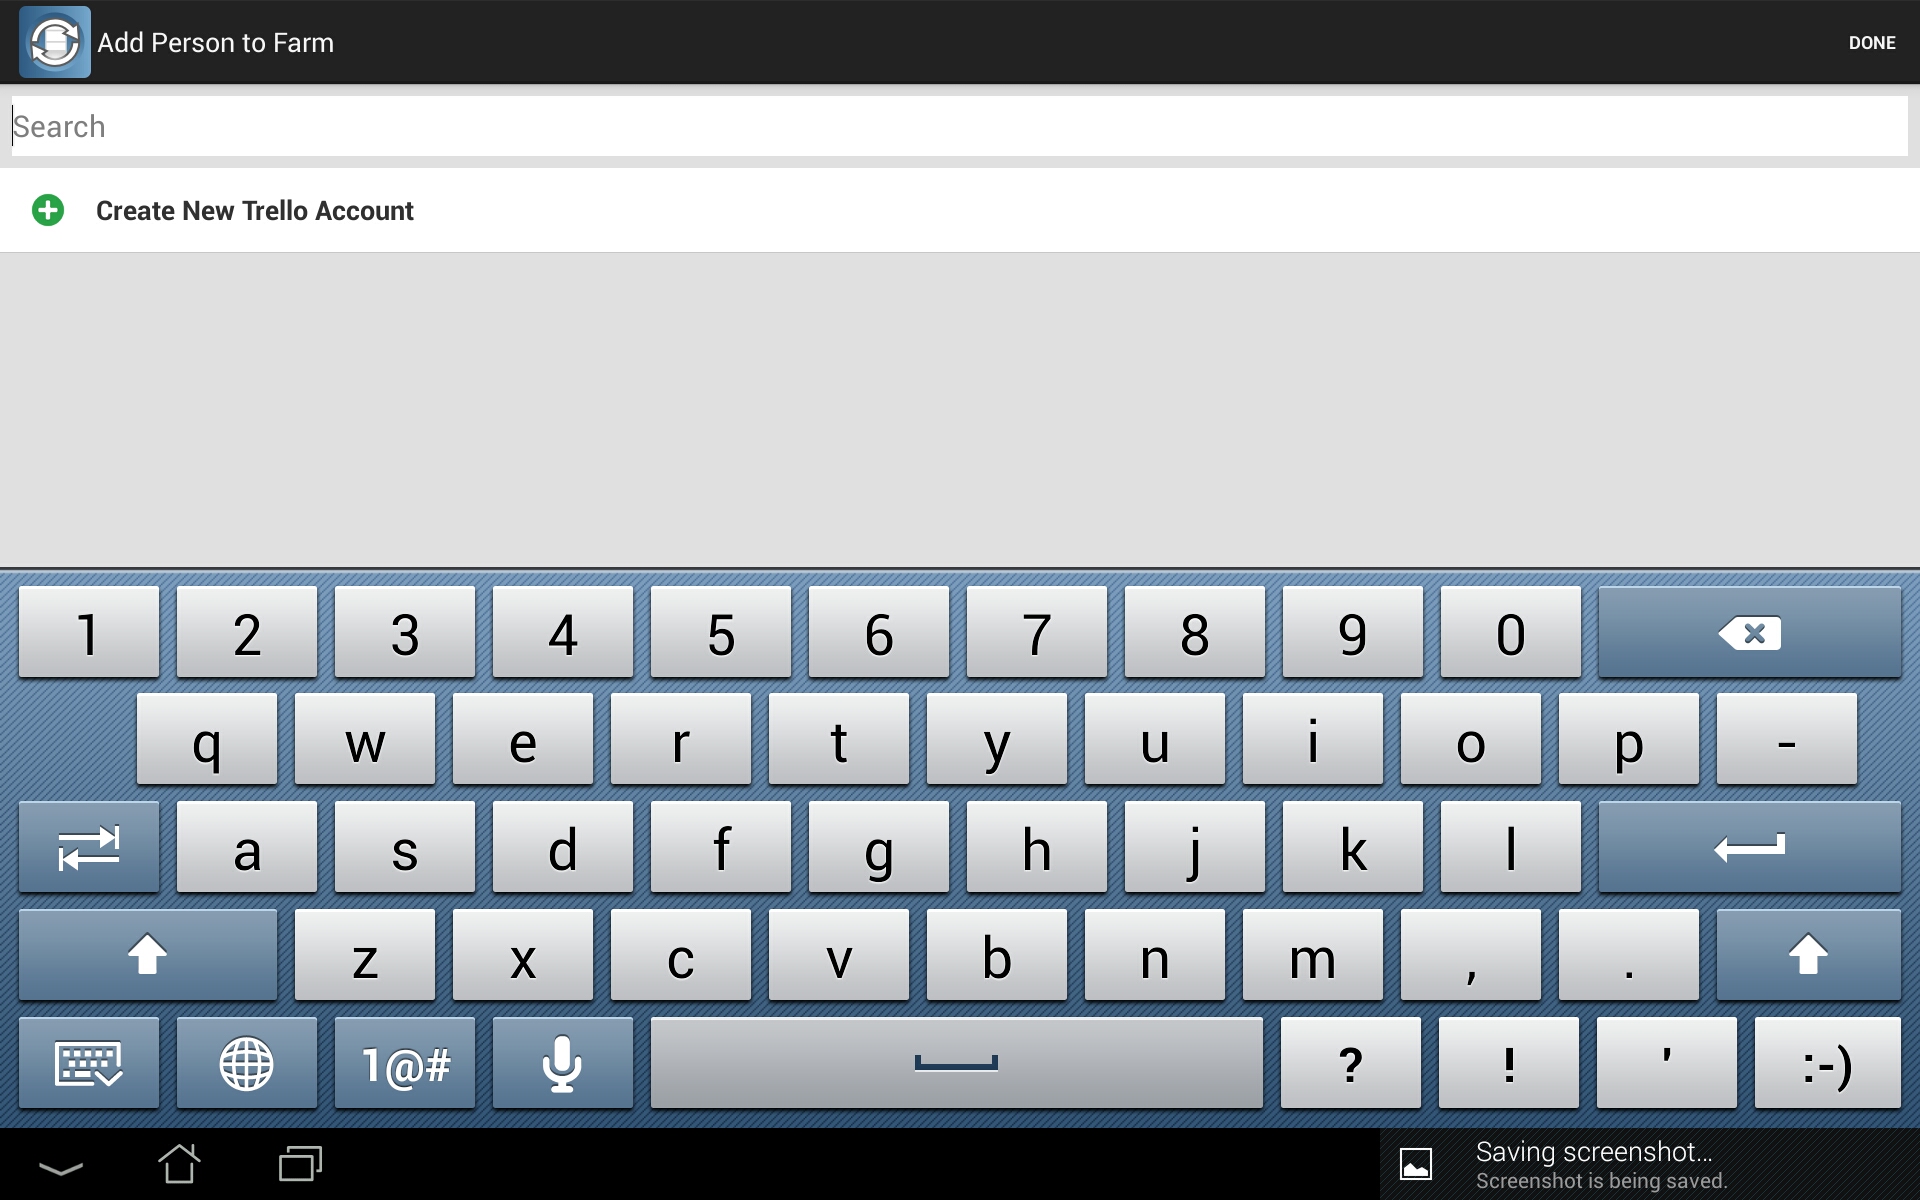 Add Person to Farm
DONE
Search
Create New Trello Account
1 2 3 4 5 6 7 8 9 0
q w e r t y u i o p -
a s d f g h j k l
z x c v b n m , .
1@# ? ! ' :-)
Saving screenshot...
Screenshot is being saved.